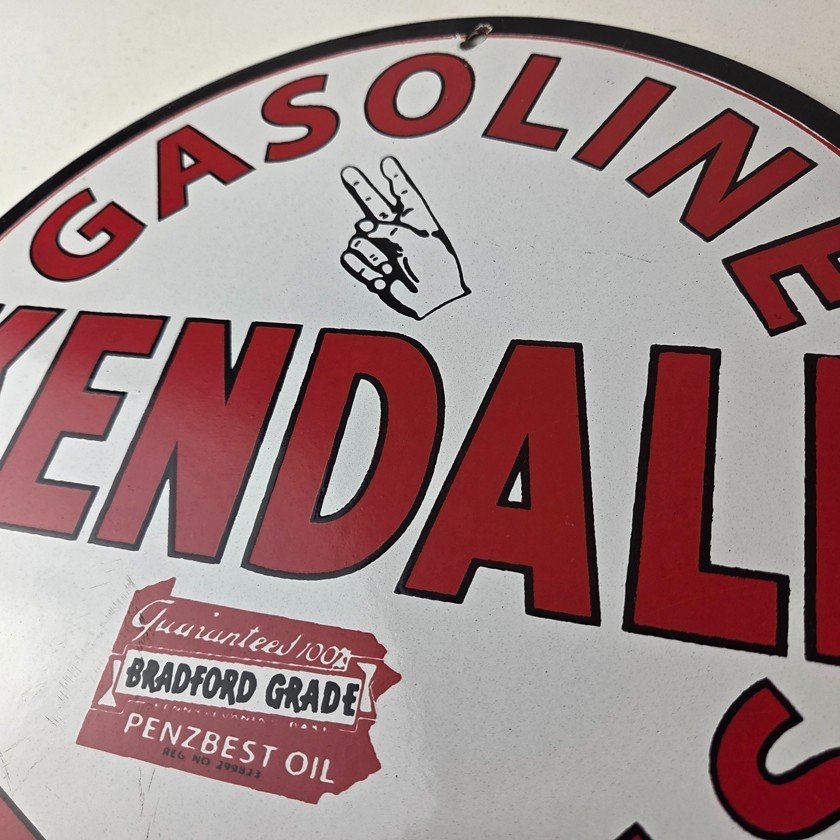 GASOLINE
KENDALL
Guaranteed 100%
BRADFORD GRADE
PENZBEST OIL
REG NO 299823
S